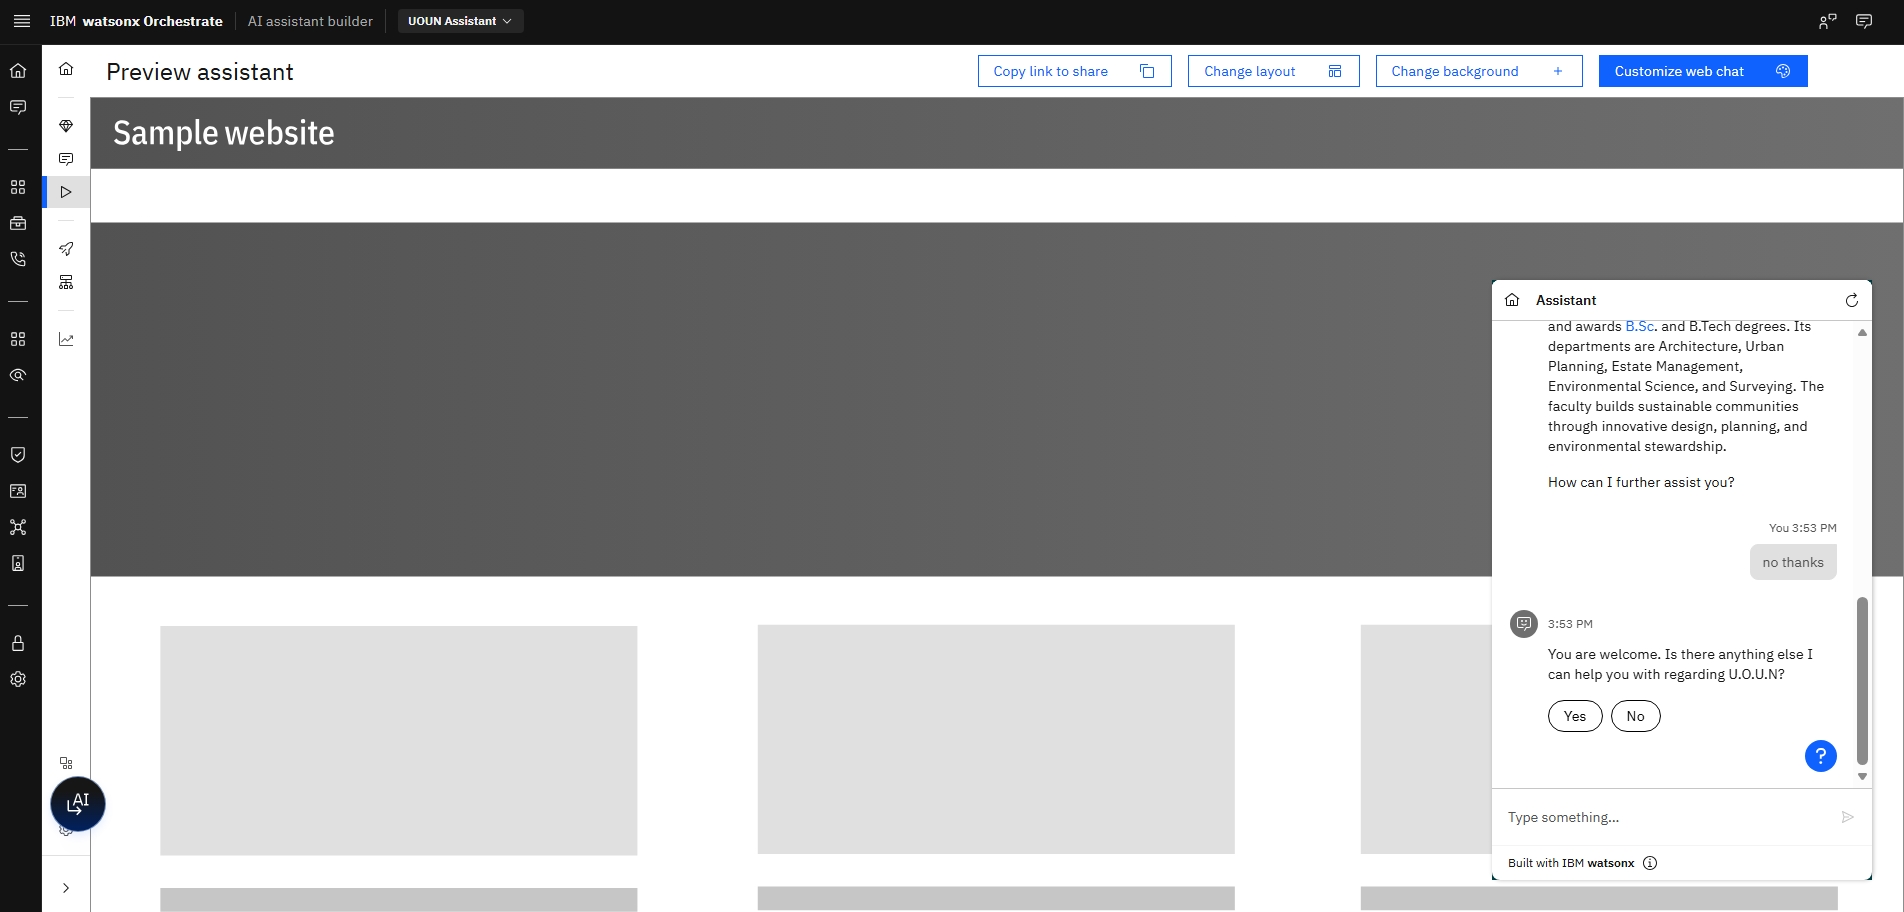 IBM watsonx Orchestrate
AI assistant builder
UOUN Assistant
Preview assistant
Copy link to share
Change layout
Change background
Customize web chat
Sample website
Assistant
and awards B.Sc. and B.Tech degrees. Its
departments are Architecture, Urban
Planning, Estate Management,
Environmental Science, and Surveying. The
faculty builds sustainable communities
through innovative design, planning, and
environmental stewardship.
How can I further assist you?
You 3:53 PM
no thanks
3:53 PM
You are welcome. Is there anything else I
can help you with regarding U.O.U.N?
Yes
No
?
AI
Type something...
Built with IBM watsonx